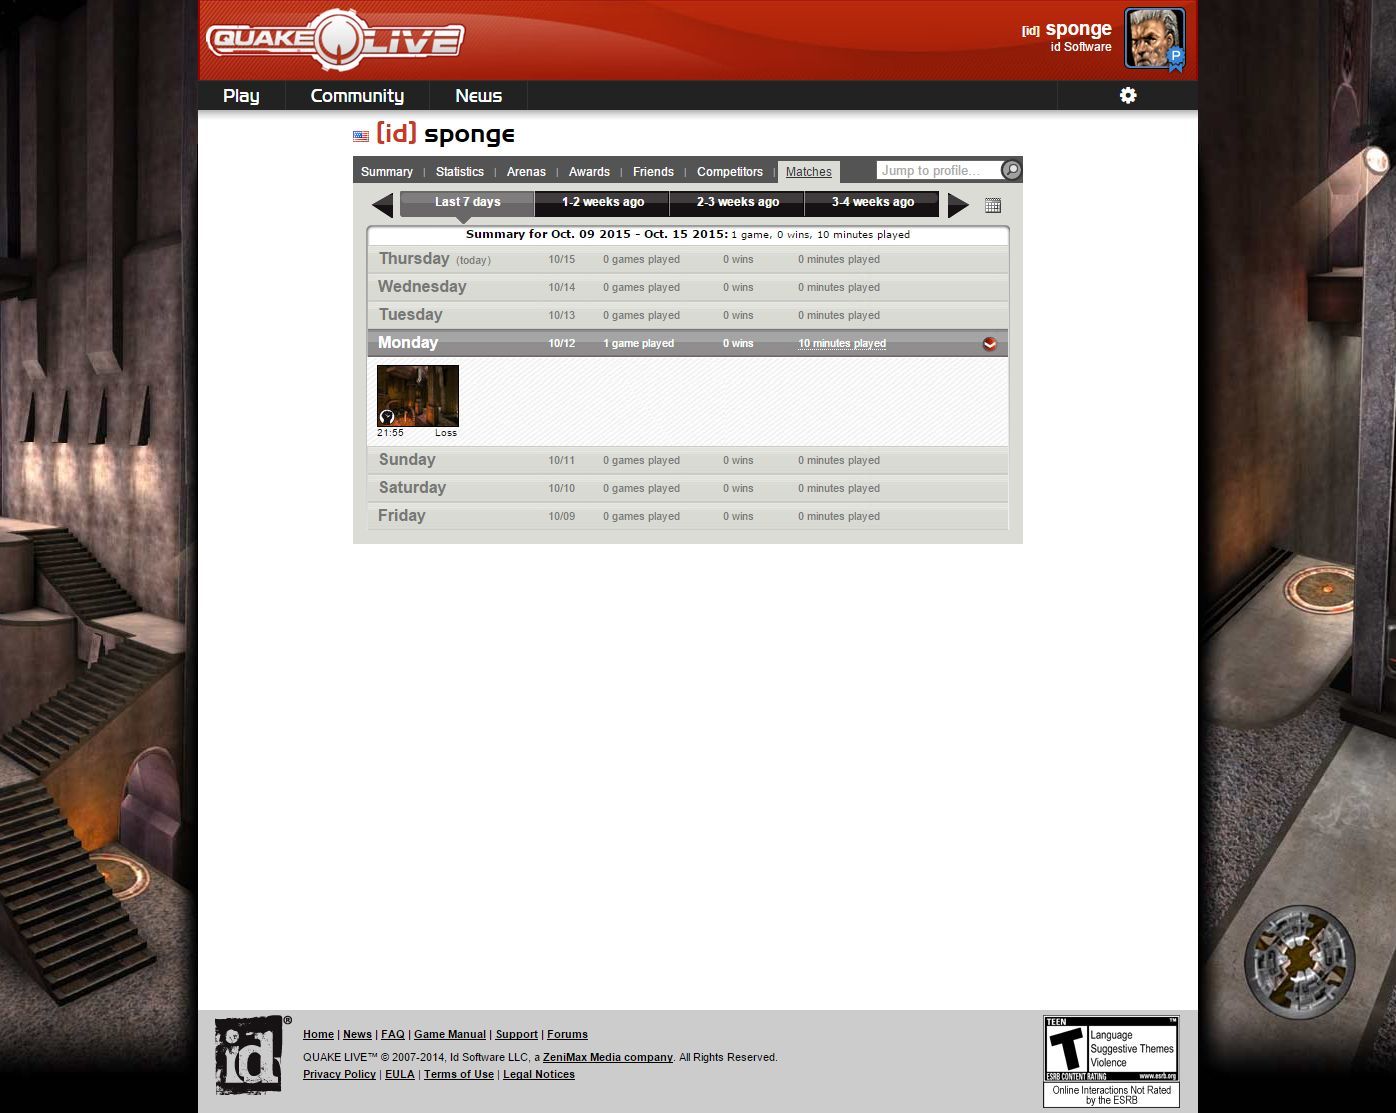 QUAKE LIVE
[id] sponge
id Software
P
Play Community News
[id] sponge
Summary | Statistics | Arenas | Awards | Friends | Competitors | Matches Jump to profile...
Last 7 days 1-2 weeks ago 2-3 weeks ago 3-4 weeks ago
Summary for Oct. 09 2015 - Oct. 15 2015: 1 game, 0 wins, 10 minutes played
Thursday (today) 10/15 0 games played 0 wins 0 minutes played
Wednesday 10/14 0 games played 0 wins 0 minutes played
Tuesday 10/13 0 games played 0 wins 0 minutes played
Monday 10/12 1 game played 0 wins 10 minutes played
21:55 Loss
Sunday 10/11 0 games played 0 wins 0 minutes played
Saturday 10/10 0 games played 0 wins 0 minutes played
Friday 10/09 0 games played 0 wins 0 minutes played
id®
Home | News | FAQ | Game Manual | Support | Forums
QUAKE LIVE™ © 2007-2014, Id Software LLC, a ZeniMax Media company. All Rights Reserved.
Privacy Policy | EULA | Terms of Use | Legal Notices
TEEN ™
T
Language
Suggestive Themes
Violence
ESRB CONTENT RATING www.esrb.org
Online Interactions Not Rated
by the ESRB